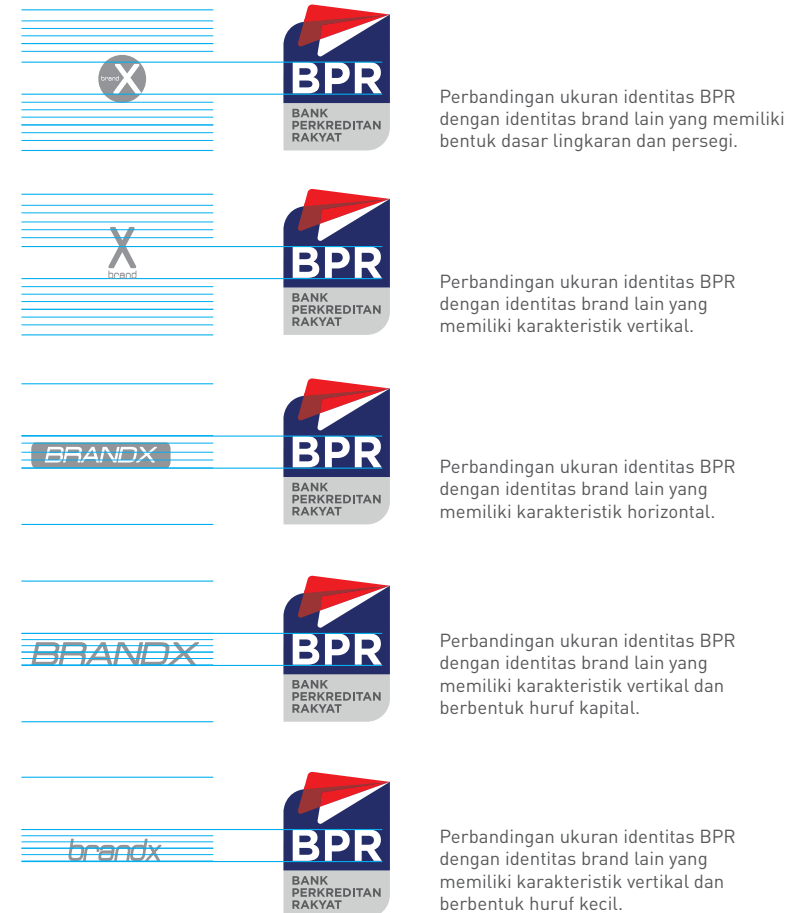 brand
X
BPR
BANK
PERKREDITAN
RAKYAT
Perbandingan ukuran identitas BPR
dengan identitas brand lain yang memiliki
bentuk dasar lingkaran dan persegi.
X
brand
BPR
BANK
PERKREDITAN
RAKYAT
Perbandingan ukuran identitas BPR
dengan identitas brand lain yang
memiliki karakteristik vertikal.
BRANDX
BPR
BANK
PERKREDITAN
RAKYAT
Perbandingan ukuran identitas BPR
dengan identitas brand lain yang
memiliki karakteristik horizontal.
BRANDX
BPR
BANK
PERKREDITAN
RAKYAT
Perbandingan ukuran identitas BPR
dengan identitas brand lain yang
memiliki karakteristik vertikal dan
berbentuk huruf kapital.
brandx
BPR
BANK
PERKREDITAN
RAKYAT
Perbandingan ukuran identitas BPR
dengan identitas brand lain yang
memiliki karakteristik vertikal dan
berbentuk huruf kecil.